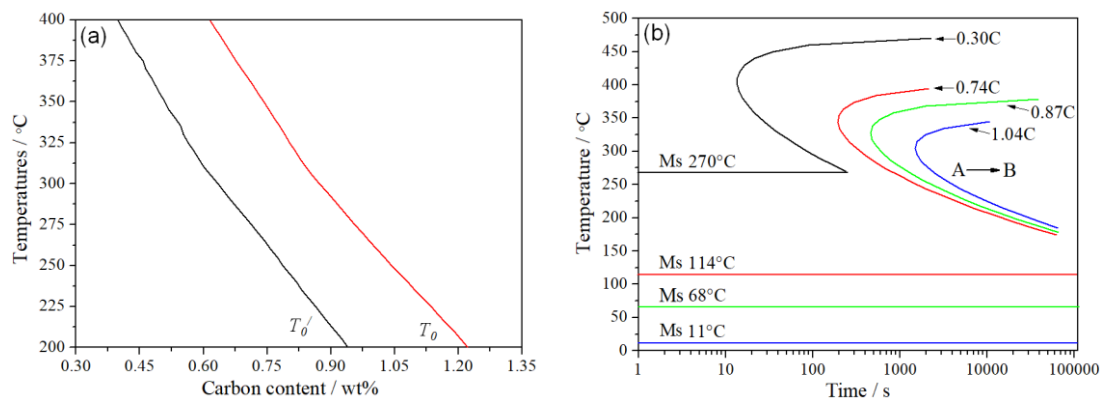 (a)
400
375
350
325
300
275
250
225
200
Temperatures / °C
T0′
T0
0.30 0.45 0.60 0.75 0.90 1.05 1.20 1.35
Carbon content / wt%
(b)
500
450
400
350
300
250
200
150
100
50
0
Temperature / °C
0.30C
0.74C
0.87C
1.04C
A → B
Ms 270°C
Ms 114°C
Ms 68°C
Ms 11°C
1 10 100 1000 10000 100000
Time / s